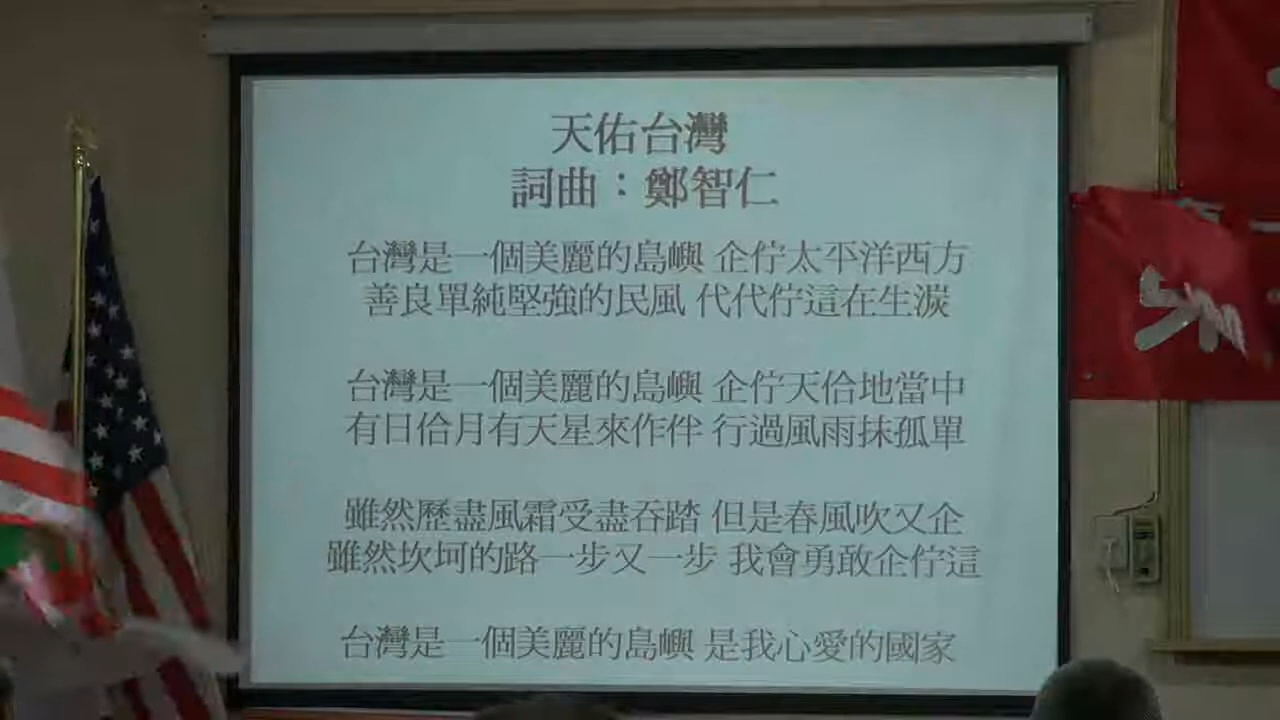 天佑台灣
詞曲：鄭智仁
台灣是一個美麗的島嶼 企佇太平洋西方
善良單純堅強的民風 代代佇這在生湠
台灣是一個美麗的島嶼 企佇天佮地當中
有日佮月有天星來作伴 行過風雨抹孤單
雖然歷盡風霜受盡吞踏 但是春風吹又企
雖然坎坷的路一步又一步 我會勇敢企佇這
台灣是一個美麗的島嶼 是我心愛的國家